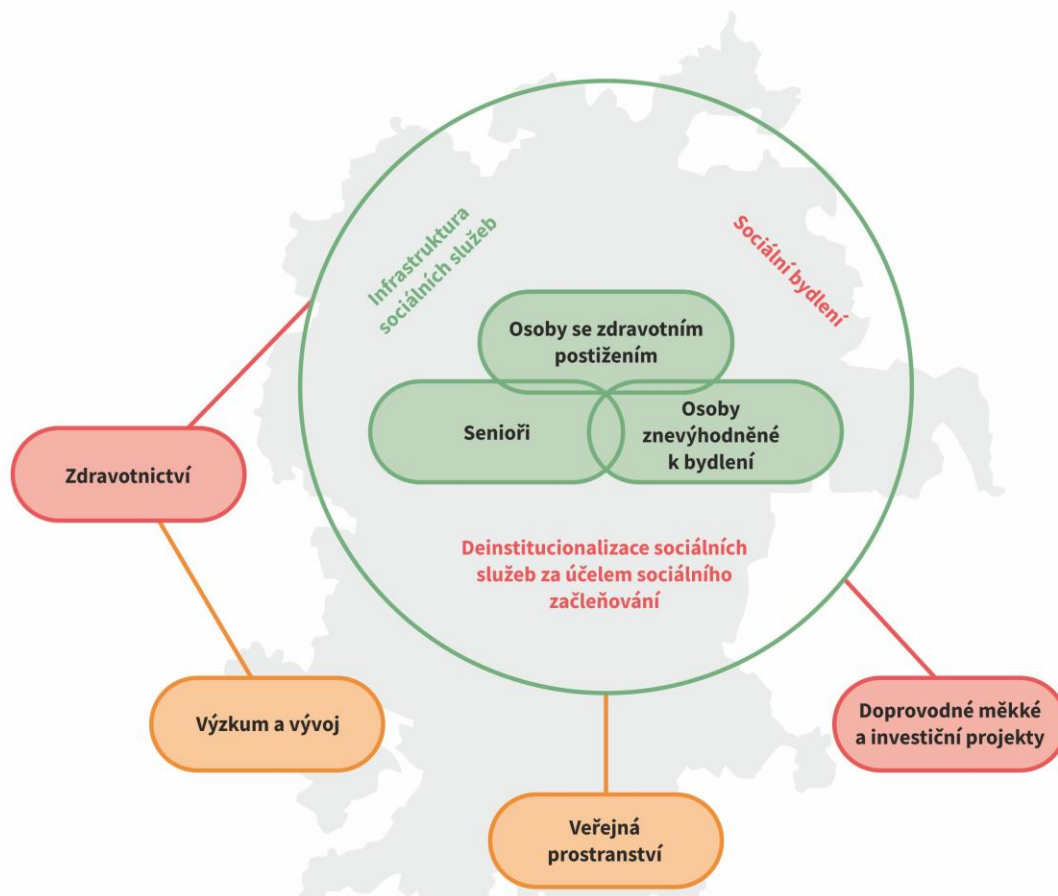 Infrastruktura
sociálních služeb
Sociální bydlení
Osoby se zdravotním
postižením
Senioři
Osoby
znevýhodněné
k bydlení
Zdravotnictví
Deinstitucionalizace sociálních
služeb za účelem sociálního
začleňování
Výzkum a vývoj
Doprovodné měkké
a investiční projekty
Veřejná
prostranství